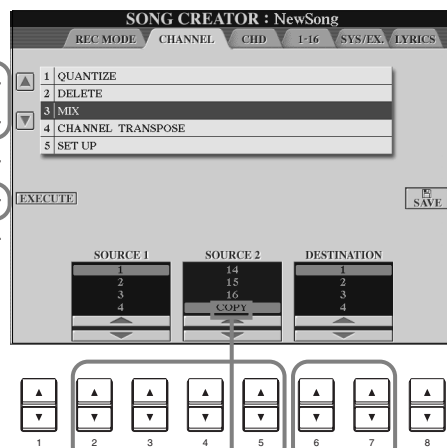 SONG CREATOR : NewSong
REC MODE CHANNEL CHD 1-16 SYS/EX. LYRICS
1 QUANTIZE
2 DELETE
3 MIX
4 CHANNEL TRANSPOSE
5 SET UP
EXECUTE
SAVE
SOURCE 1 SOURCE 2 DESTINATION
1 14 1
2 15 2
3 16 3
4 COPY 4
1 2 3 4 5 6 7 8